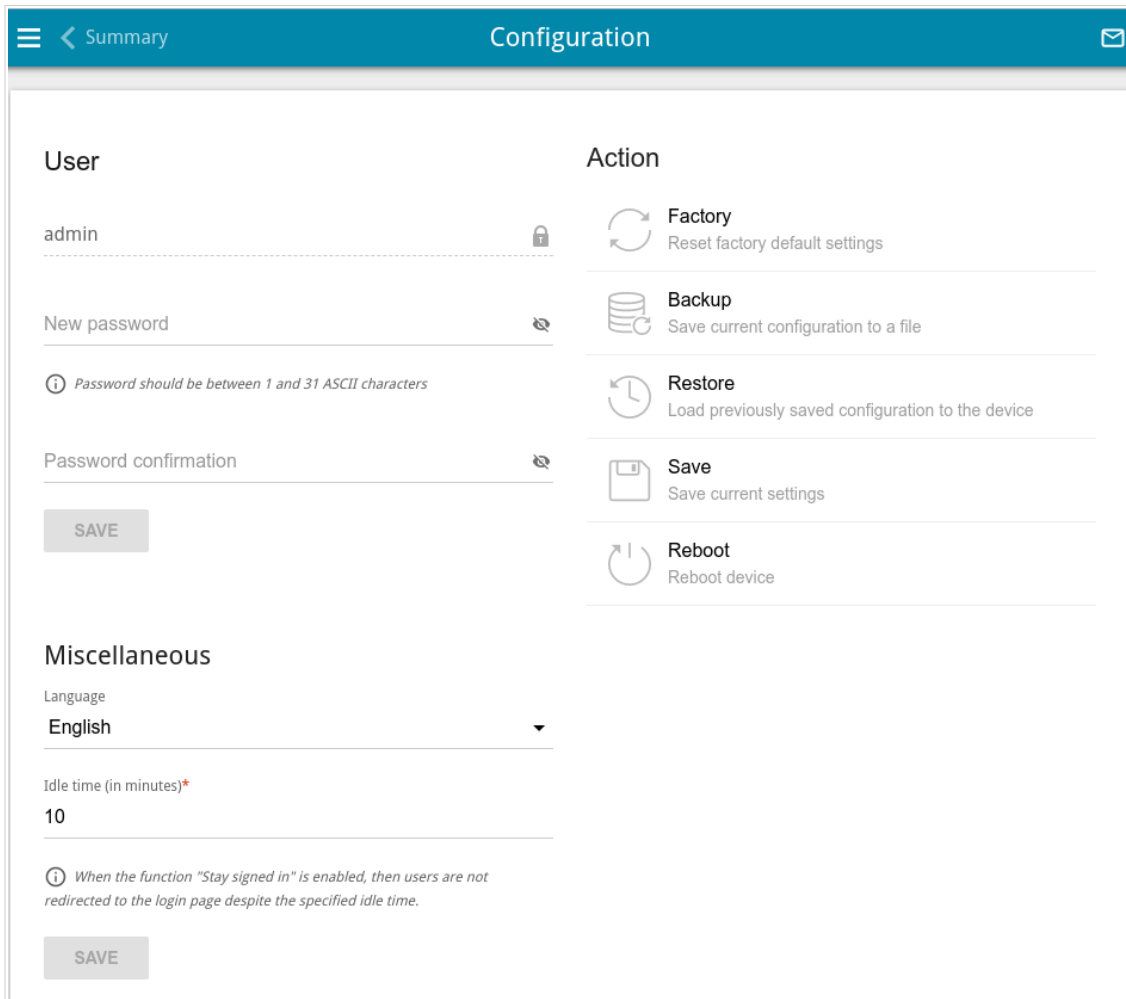 Summary
Configuration
User
admin
New password
Password should be between 1 and 31 ASCII characters
Password confirmation
SAVE
Miscellaneous
Language
English
Idle time (in minutes)*
10
When the function "Stay signed in" is enabled, then users are not
redirected to the login page despite the specified idle time.
SAVE
Action
Factory
Reset factory default settings
Backup
Save current configuration to a file
Restore
Load previously saved configuration to the device
Save
Save current settings
Reboot
Reboot device